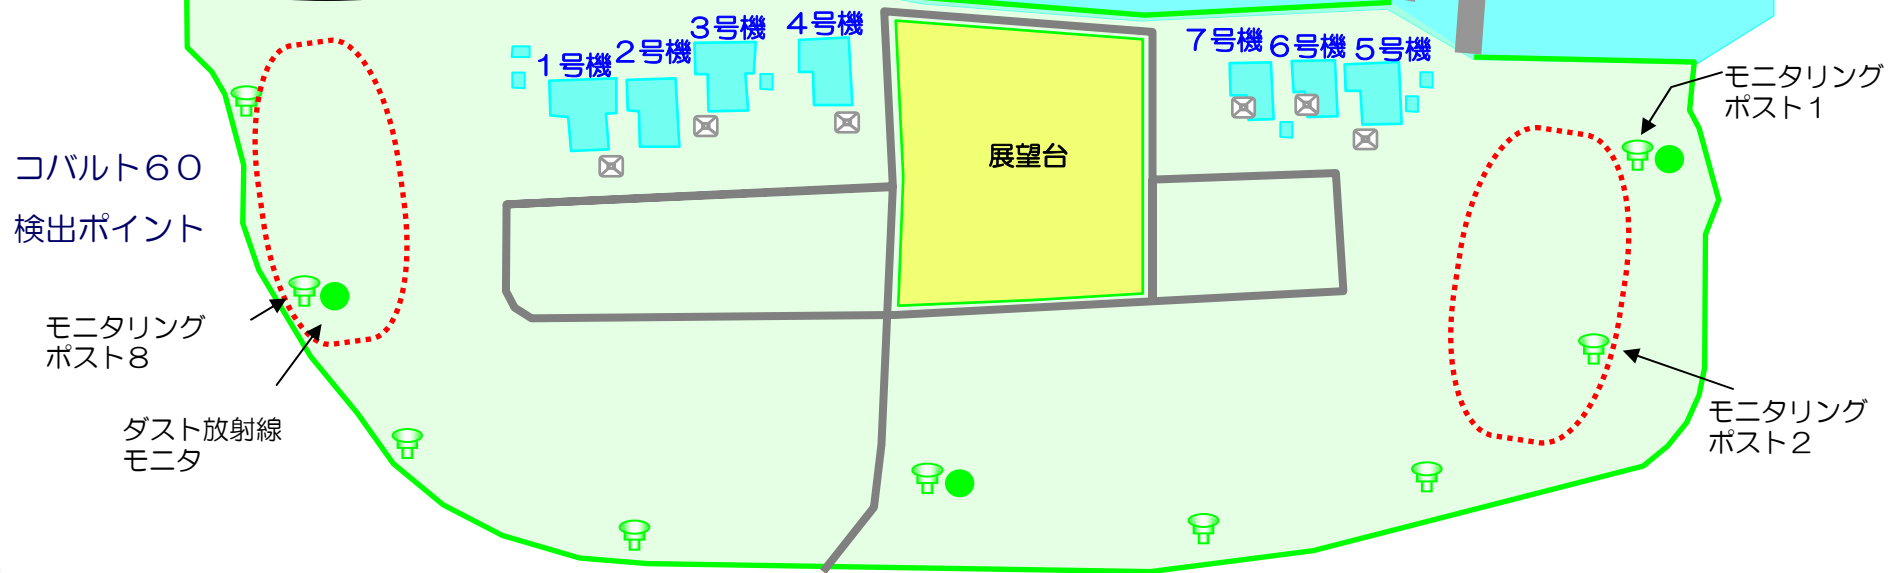 1号機
2号機
3号機
4号機
7号機
6号機
5号機
モニタリング
ポスト1
展望台
コバルト60
検出ポイント
モニタリング
ポスト8
ダスト放射線
モニタ
モニタリング
ポスト2